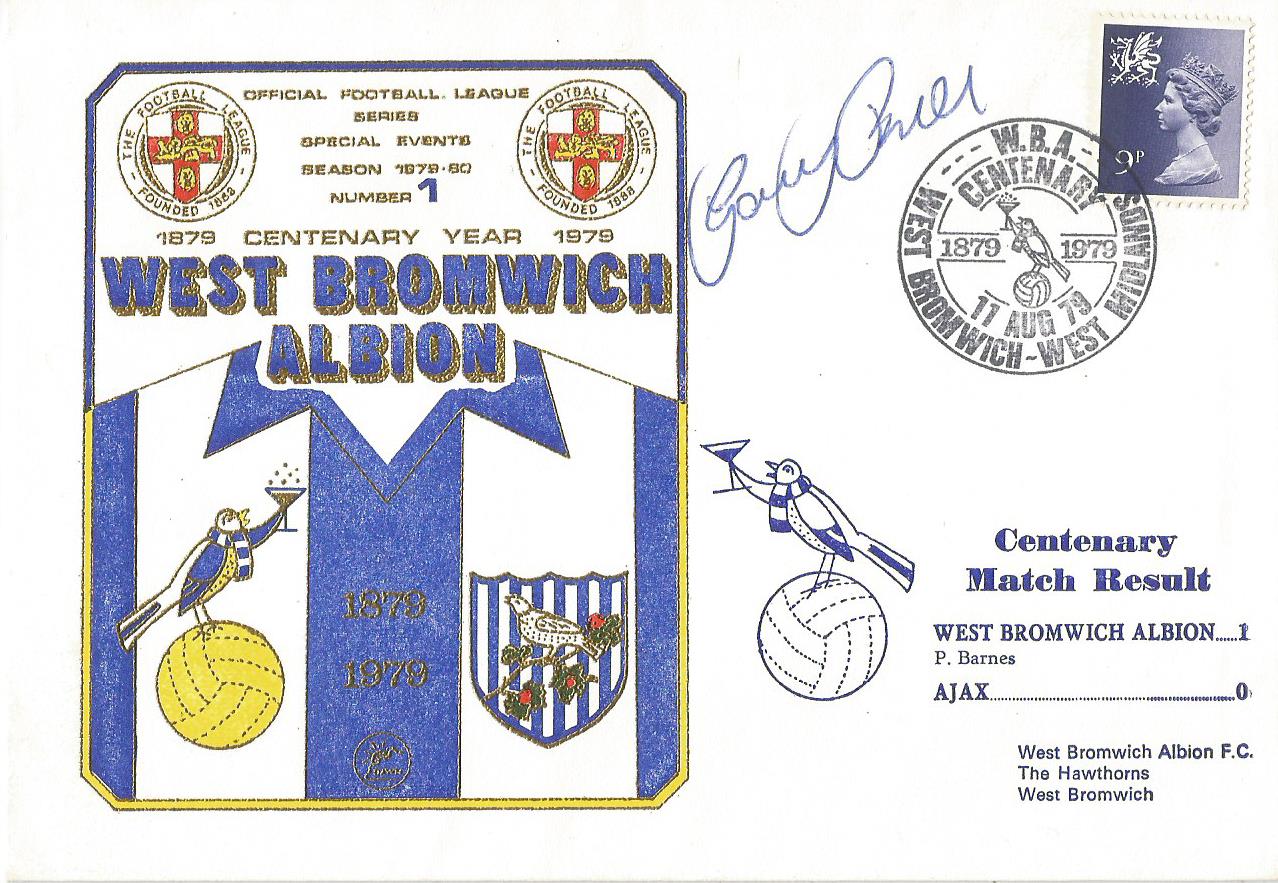 THE FOOTBALL LEAGUE
FOUNDED 1888
OFFICIAL FOOTBALL LEAGUE
SERIES
SPECIAL EVENTS
SEASON 1979-80
NUMBER 1
THE FOOTBALL LEAGUE
FOUNDED 1888
1879 CENTENARY YEAR 1979
WEST BROMWICH
ALBION
1879
1979
9P
W.B.A.
CENTENARY
1879 1979
17 AUG 79
WEST BROMWICH~WEST MIDLANDS
Centenary
Match Result
WEST BROMWICH ALBION.....1
P. Barnes
AJAX..........................................0
West Bromwich Albion F.C.
The Hawthorns
West Bromwich